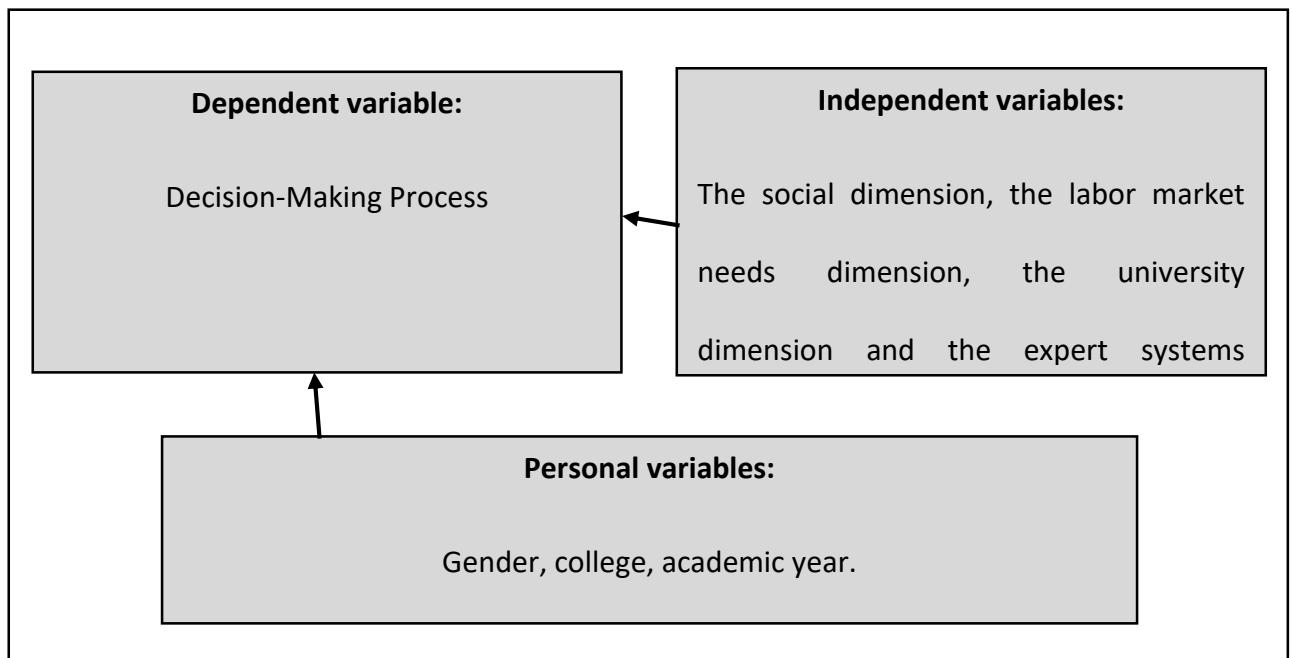 Dependent variable:
Decision-Making Process
Independent variables:
The social dimension, the labor market
needs dimension, the university
dimension and the expert systems
Personal variables:
Gender, college, academic year.